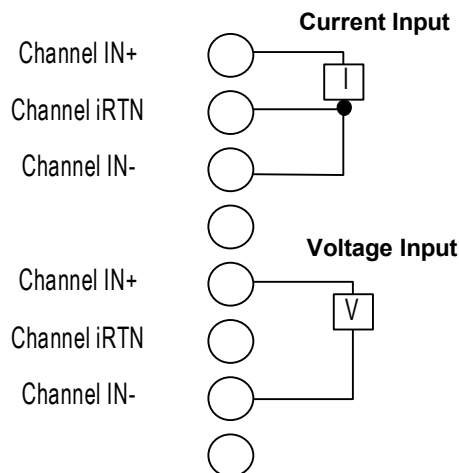 Current Input
Channel IN+
I
Channel iRTN
Channel IN-
Voltage Input
Channel IN+
V
Channel iRTN
Channel IN-